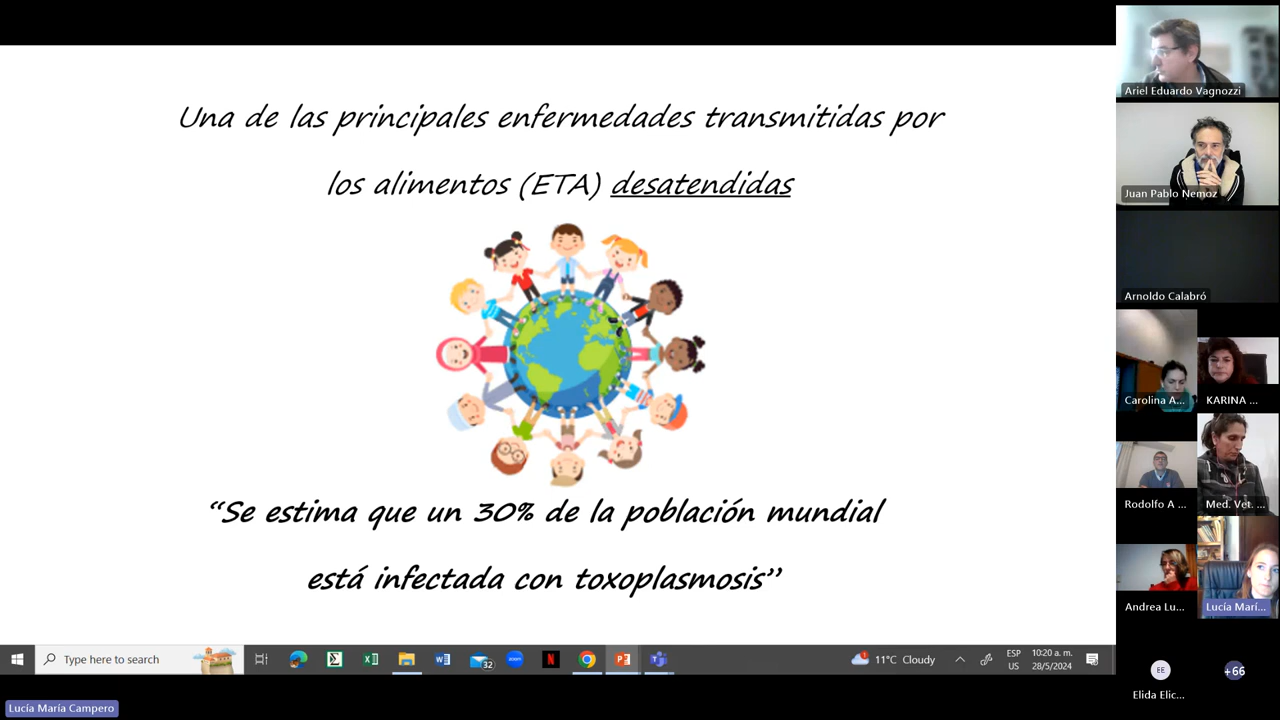 Una de las principales enfermedades transmitidas por
los alimentos (ETA) desatendidas
“Se estima que un 30% de la población mundial
está infectada con toxoplasmosis”
Ariel Eduardo Vagnozzi
Juan Pablo Nemoz
Arnoldo Calabró
Carolina A...
KARINA ...
Rodolfo A ...
Med. Vet. ...
Andrea Lu...
Lucía Marí...
EE
+66
Elida Elic...
Type here to search
32
11°C Cloudy
ESP
US
10:20 a. m.
28/5/2024
Lucía María Campero